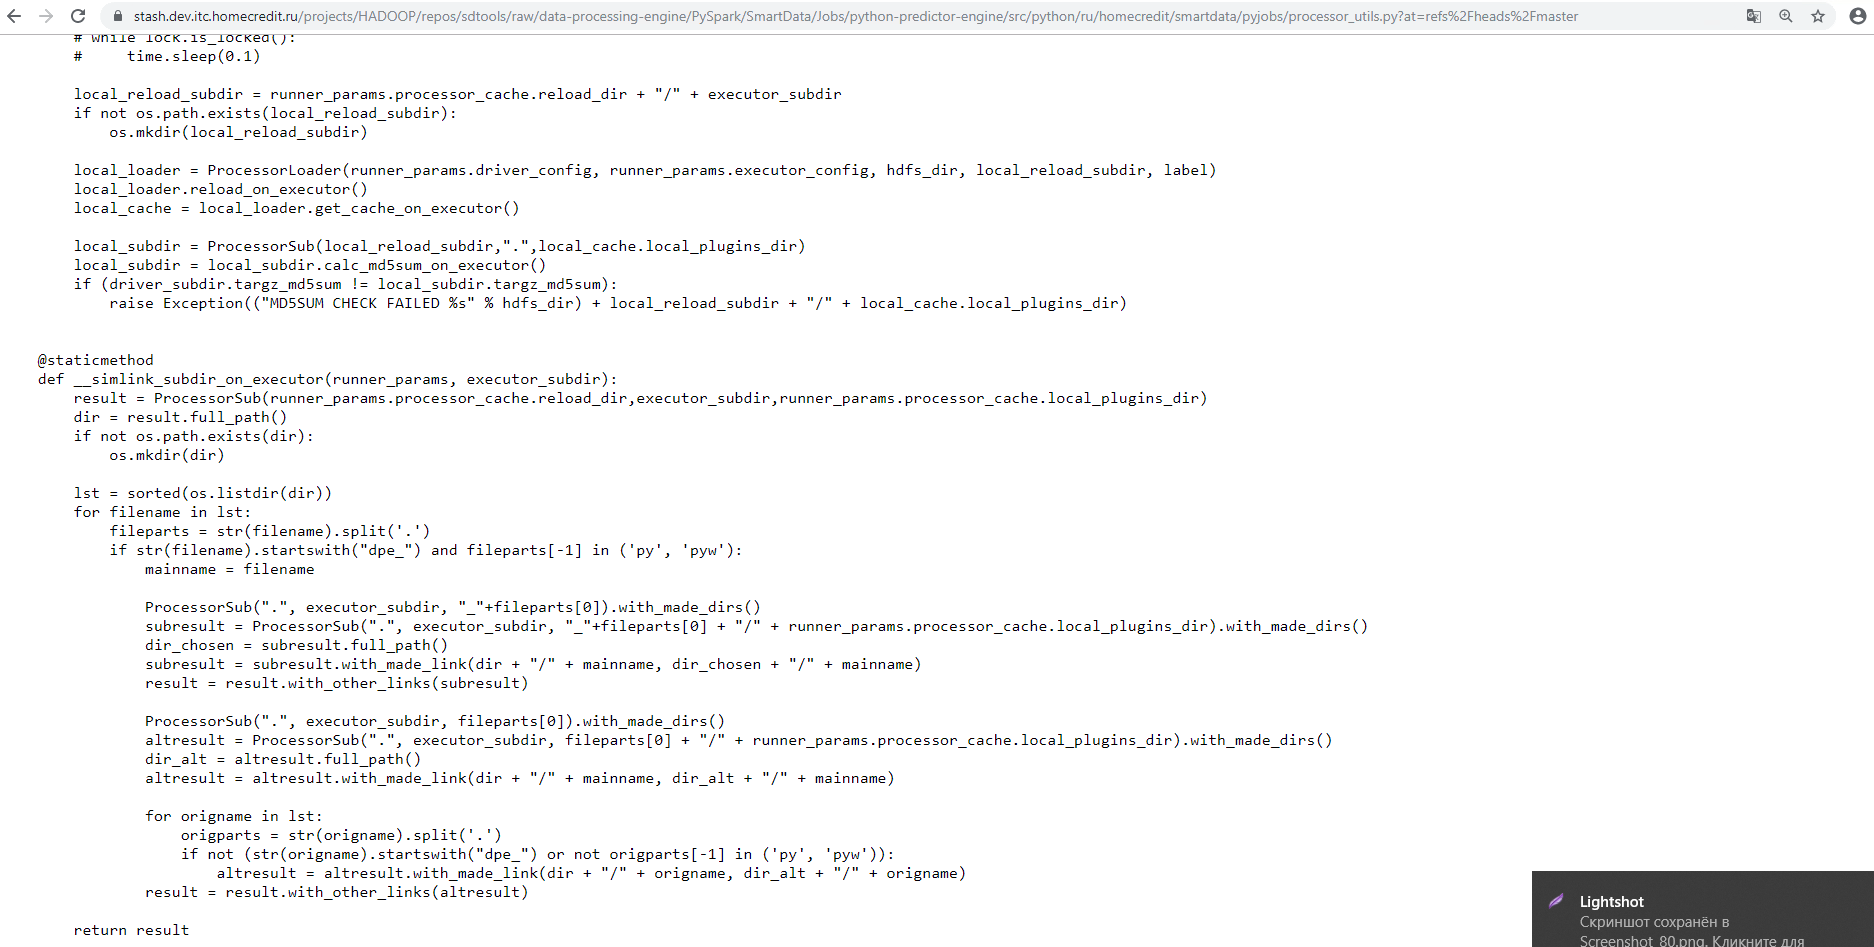 stash.dev.itc.homecredit.ru/projects/HADOOP/repos/sdtools/raw/data-processing-engine/PySpark/SmartData/Jobs/python-predictor-engine/src/python/ru/homecredit/smartdata/pyjobs/processor_utils.py?at=refs%2Fheads%2Fmaster
# while lock.is_locked():
#     time.sleep(0.1)
local_reload_subdir = runner_params.processor_cache.reload_dir + "/" + executor_subdir
if not os.path.exists(local_reload_subdir):
os.mkdir(local_reload_subdir)
local_loader = ProcessorLoader(runner_params.driver_config, runner_params.executor_config, hdfs_dir, local_reload_subdir, label)
local_loader.reload_on_executor()
local_cache = local_loader.get_cache_on_executor()
local_subdir = ProcessorSub(local_reload_subdir,".",local_cache.local_plugins_dir)
local_subdir = local_subdir.calc_md5sum_on_executor()
if (driver_subdir.targz_md5sum != local_subdir.targz_md5sum):
raise Exception(("MD5SUM CHECK FAILED %s" % hdfs_dir) + local_reload_subdir + "/" + local_cache.local_plugins_dir)
@staticmethod
def __simlink_subdir_on_executor(runner_params, executor_subdir):
result = ProcessorSub(runner_params.processor_cache.reload_dir,executor_subdir,runner_params.processor_cache.local_plugins_dir)
dir = result.full_path()
if not os.path.exists(dir):
os.mkdir(dir)
lst = sorted(os.listdir(dir))
for filename in lst:
fileparts = str(filename).split('.')
if str(filename).startswith("dpe_") and fileparts[-1] in ('py', 'pyw'):
mainname = filename
ProcessorSub(".", executor_subdir, "_"+fileparts[0]).with_made_dirs()
subresult = ProcessorSub(".", executor_subdir, "_"+fileparts[0] + "/" + runner_params.processor_cache.local_plugins_dir).with_made_dirs()
dir_chosen = subresult.full_path()
subresult = subresult.with_made_link(dir + "/" + mainname, dir_chosen + "/" + mainname)
result = result.with_other_links(subresult)
ProcessorSub(".", executor_subdir, fileparts[0]).with_made_dirs()
altresult = ProcessorSub(".", executor_subdir, fileparts[0] + "/" + runner_params.processor_cache.local_plugins_dir).with_made_dirs()
dir_alt = altresult.full_path()
altresult = altresult.with_made_link(dir + "/" + mainname, dir_alt + "/" + mainname)
for origname in lst:
origparts = str(origname).split('.')
if not (str(origname).startswith("dpe_") or not origparts[-1] in ('py', 'pyw')):
altresult = altresult.with_made_link(dir + "/" + origname, dir_alt + "/" + origname)
result = result.with_other_links(altresult)
return result
Lightshot
Скриншот сохранён в
Screenshot_80.png. Кликните для